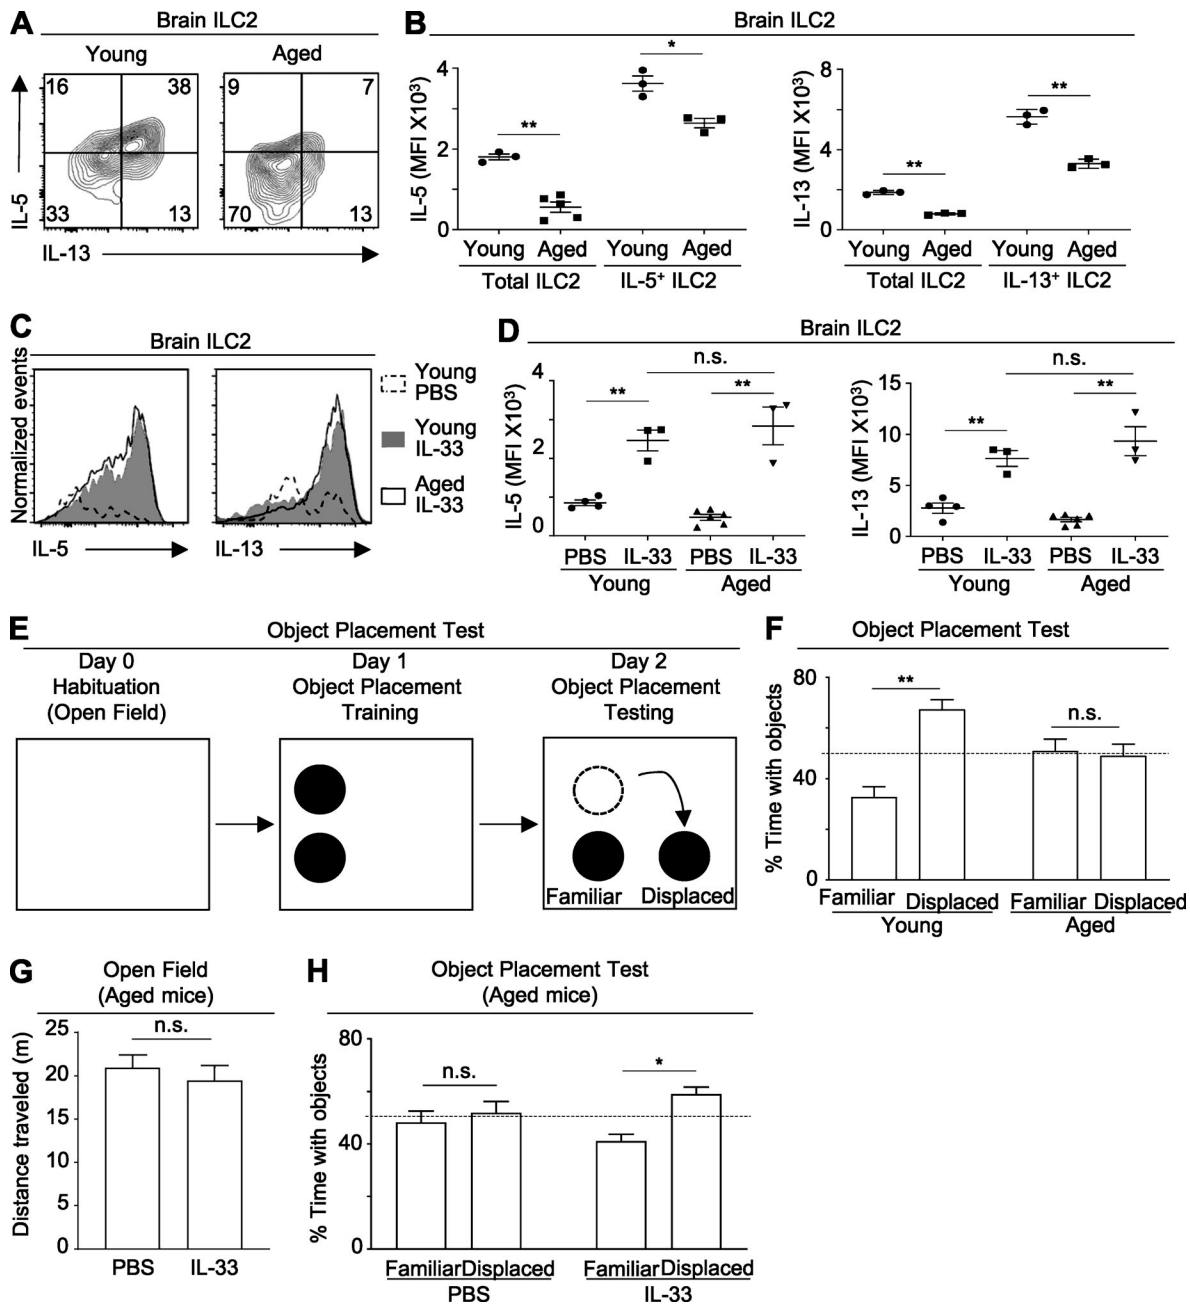 A
Brain ILC2
Young
Aged
16
38
33
13
9
7
70
13
IL-5
IL-13
B
Brain ILC2
IL-5 (MFI X10³)
4
2
0
**
*
Young Aged Young Aged
Total ILC2
IL-5⁺ ILC2
IL-13 (MFI X10³)
8
4
0
**
**
Young Aged Young Aged
Total ILC2
IL-13⁺ ILC2
C
Brain ILC2
Normalized events
IL-5
IL-13
Young
PBS
Young
IL-33
Aged
IL-33
D
Brain ILC2
IL-5 (MFI X10³)
4
2
0
n.s.
**
**
PBS IL-33 PBS IL-33
Young
Aged
IL-13 (MFI X10³)
15
10
5
0
n.s.
**
**
PBS IL-33 PBS IL-33
Young
Aged
E
Object Placement Test
Day 0
Habituation
(Open Field)
Day 1
Object Placement
Training
Day 2
Object Placement
Testing
Familiar
Displaced
F
Object Placement Test
% Time with objects
80
40
0
**
n.s.
Familiar Displaced Familiar Displaced
Young
Aged
G
Open Field
(Aged mice)
Distance traveled (m)
25
20
15
10
5
0
n.s.
PBS IL-33
H
Object Placement Test
(Aged mice)
% Time with objects
80
40
0
n.s.
*
Familiar Displaced Familiar Displaced
PBS
IL-33